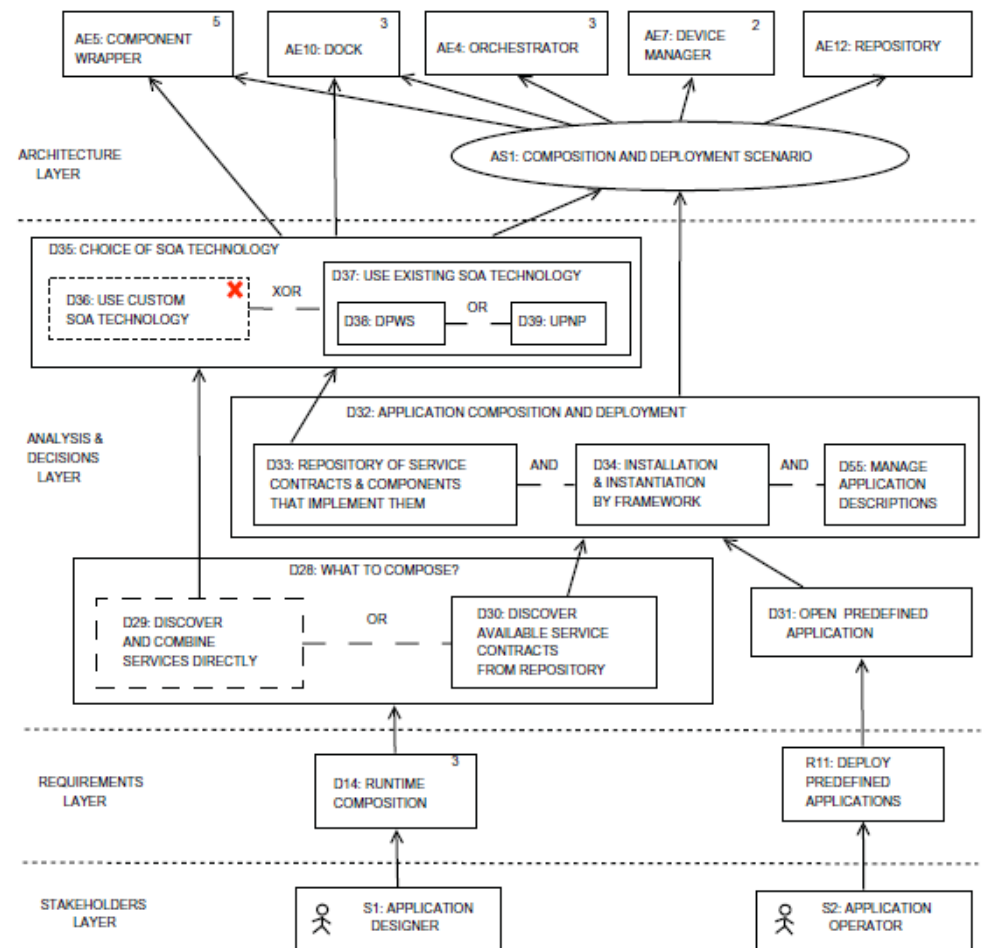 5
AE5: COMPONENT
WRAPPER
3
AE10: DOCK
3
AE4: ORCHESTRATOR
2
AE7: DEVICE
MANAGER
AE12: REPOSITORY
ARCHITECTURE
LAYER
AS1: COMPOSITION AND DEPLOYMENT SCENARIO
D35: CHOICE OF SOA TECHNOLOGY
D36: USE CUSTOM
SOA TECHNOLOGY
XOR
D37: USE EXISTING SOA TECHNOLOGY
D38: DPWS
OR
D39: UPNP
ANALYSIS &
DECISIONS
LAYER
D32: APPLICATION COMPOSITION AND DEPLOYMENT
D33: REPOSITORY OF SERVICE
CONTRACTS & COMPONENTS
THAT IMPLEMENT THEM
AND
D34: INSTALLATION
& INSTANTIATION
BY FRAMEWORK
AND
D55: MANAGE
APPLICATION
DESCRIPTIONS
D28: WHAT TO COMPOSE?
D29: DISCOVER
AND COMBINE
SERVICES DIRECTLY
OR
D30: DISCOVER
AVAILABLE SERVICE
CONTRACTS
FROM REPOSITORY
D31: OPEN PREDEFINED
APPLICATION
REQUIREMENTS
LAYER
3
D14: RUNTIME
COMPOSITION
R11: DEPLOY
PREDEFINED
APPLICATIONS
STAKEHOLDERS
LAYER
S1: APPLICATION
DESIGNER
S2: APPLICATION
OPERATOR